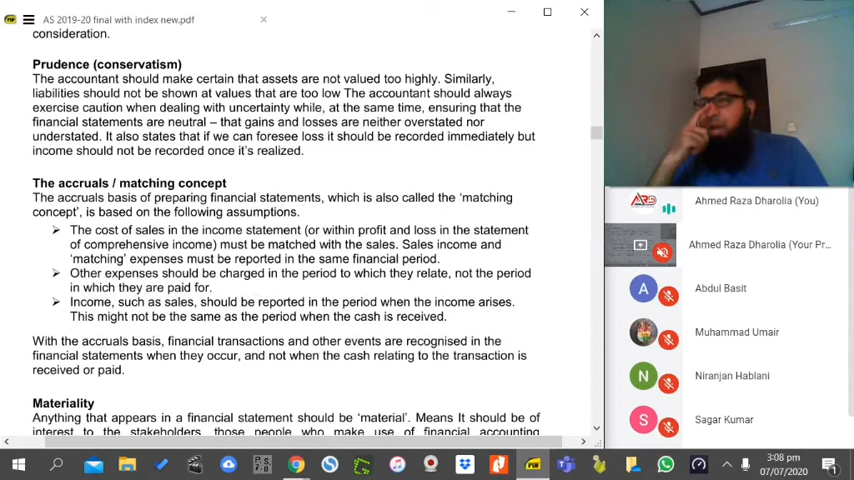 AS 2019-20 final with index new.pdf
consideration.
Prudence (conservatism)
The accountant should make certain that assets are not valued too highly. Similarly,
liabilities should not be shown at values that are too low The accountant should always
exercise caution when dealing with uncertainty while, at the same time, ensuring that the
financial statements are neutral – that gains and losses are neither overstated nor
understated. It also states that if we can foresee loss it should be recorded immediately but
income should not be recorded once it's realized.
The accruals / matching concept
The accruals basis of preparing financial statements, which is also called the 'matching
concept', is based on the following assumptions.
The cost of sales in the income statement (or within profit and loss in the statement
of comprehensive income) must be matched with the sales. Sales income and
'matching' expenses must be reported in the same financial period.
Other expenses should be charged in the period to which they relate, not the period
in which they are paid for.
Income, such as sales, should be reported in the period when the income arises.
This might not be the same as the period when the cash is received.
With the accruals basis, financial transactions and other events are recognised in the
financial statements when they occur, and not when the cash relating to the transaction is
received or paid.
Materiality
Anything that appears in a financial statement should be 'material'. Means It should be of
interest to the stakeholders, those people who make use of financial accounting
Ahmed Raza Dharolia (You)
Ahmed Raza Dharolia (Your Pr...
A
Abdul Basit
Muhammad Umair
N
Niranjan Hablani
S
Sagar Kumar
3:08 pm
07/07/2020